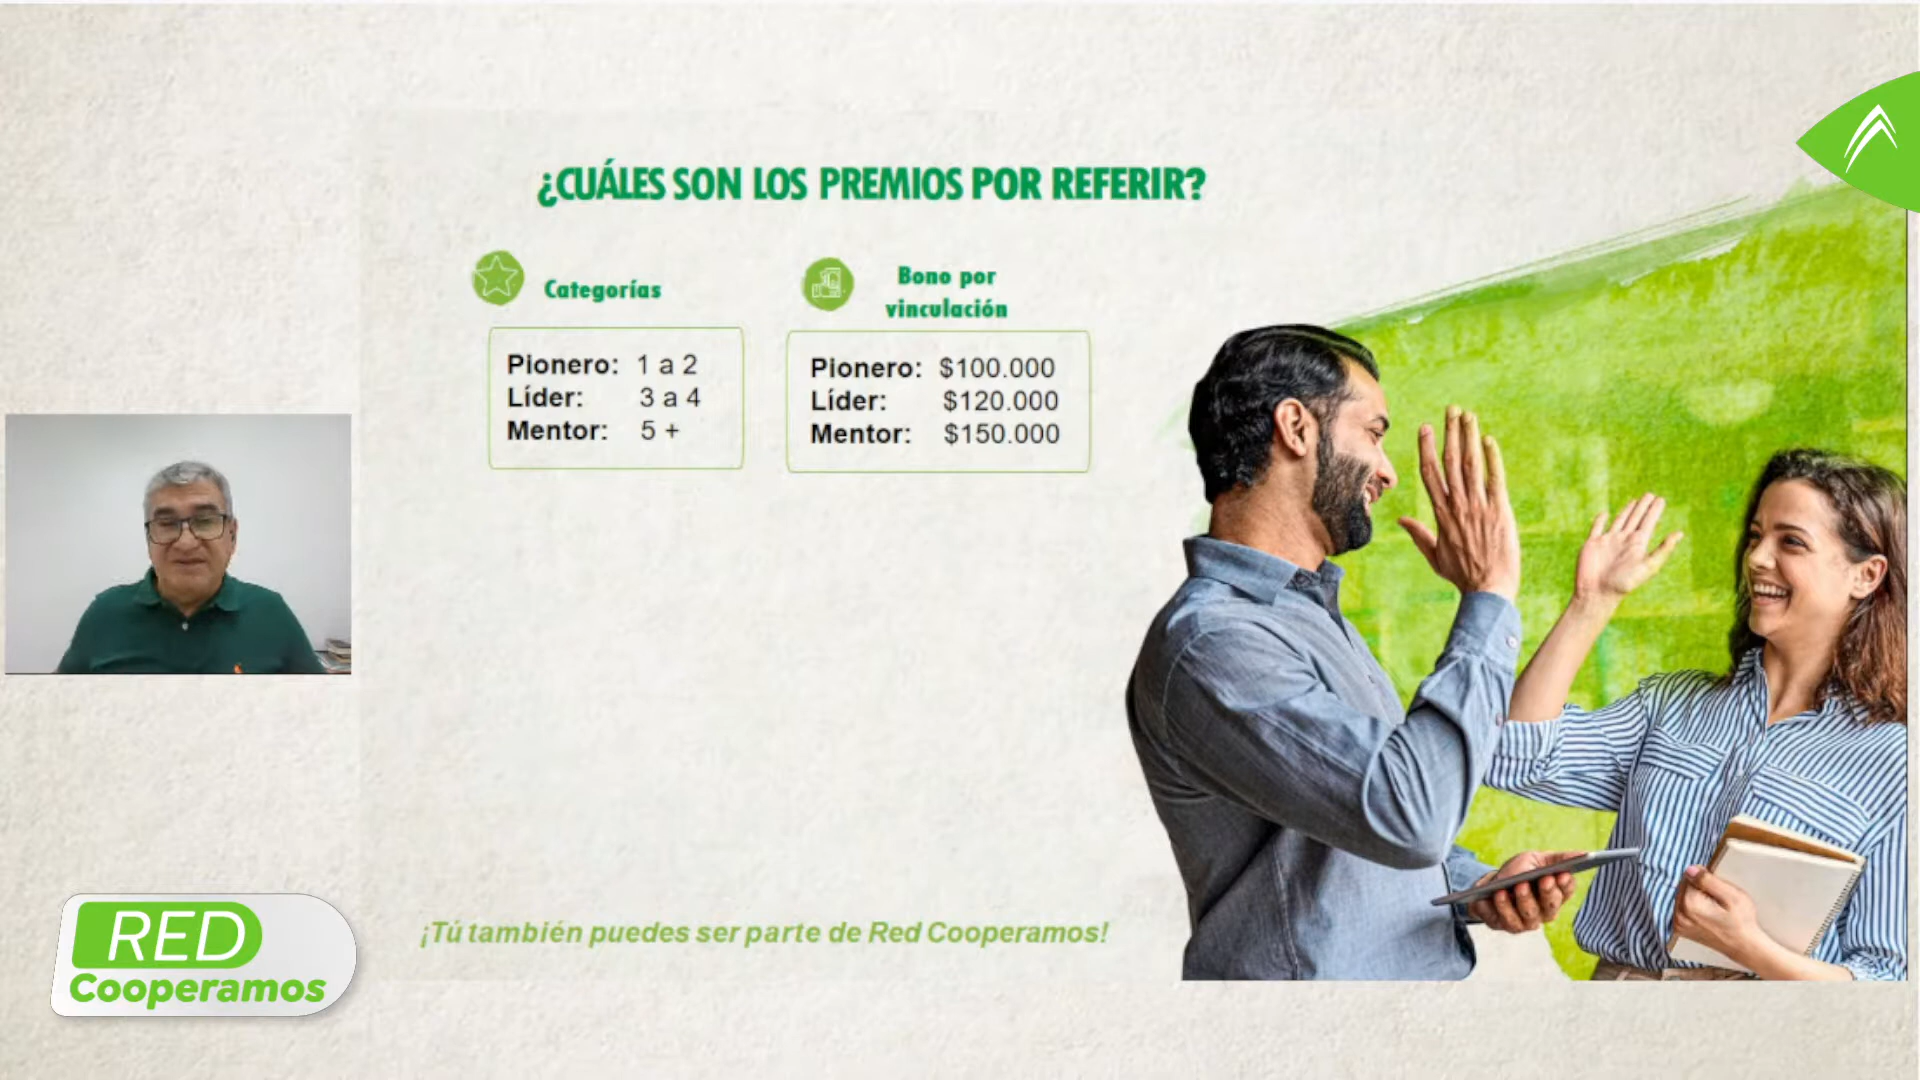 ¿CUÁLES SON LOS PREMIOS POR REFERIR?
Categorías
Pionero: 1 a 2
Líder: 3 a 4
Mentor: 5 +
Bono por
vinculación
Pionero: $100.000
Líder: $120.000
Mentor: $150.000
¡Tú también puedes ser parte de Red Cooperamos!
RED
Cooperamos